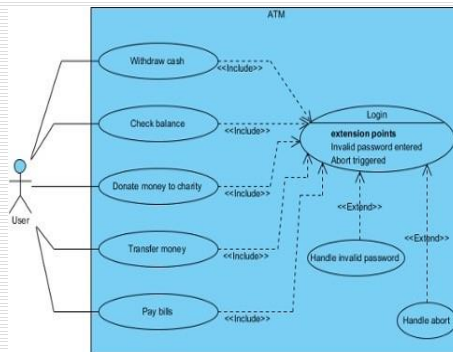 ATM
Withdraw cash
<<Include>>
Check balance
<<Include>>
Login
extension points
Invalid password entered
Abort triggered
Donate money to charity
<<Include>>
User
<<Extend>>
Transfer money
<<Include>>
Handle invalid password
<<Extend>>
Pay bills
<<Include>>
Handle abort